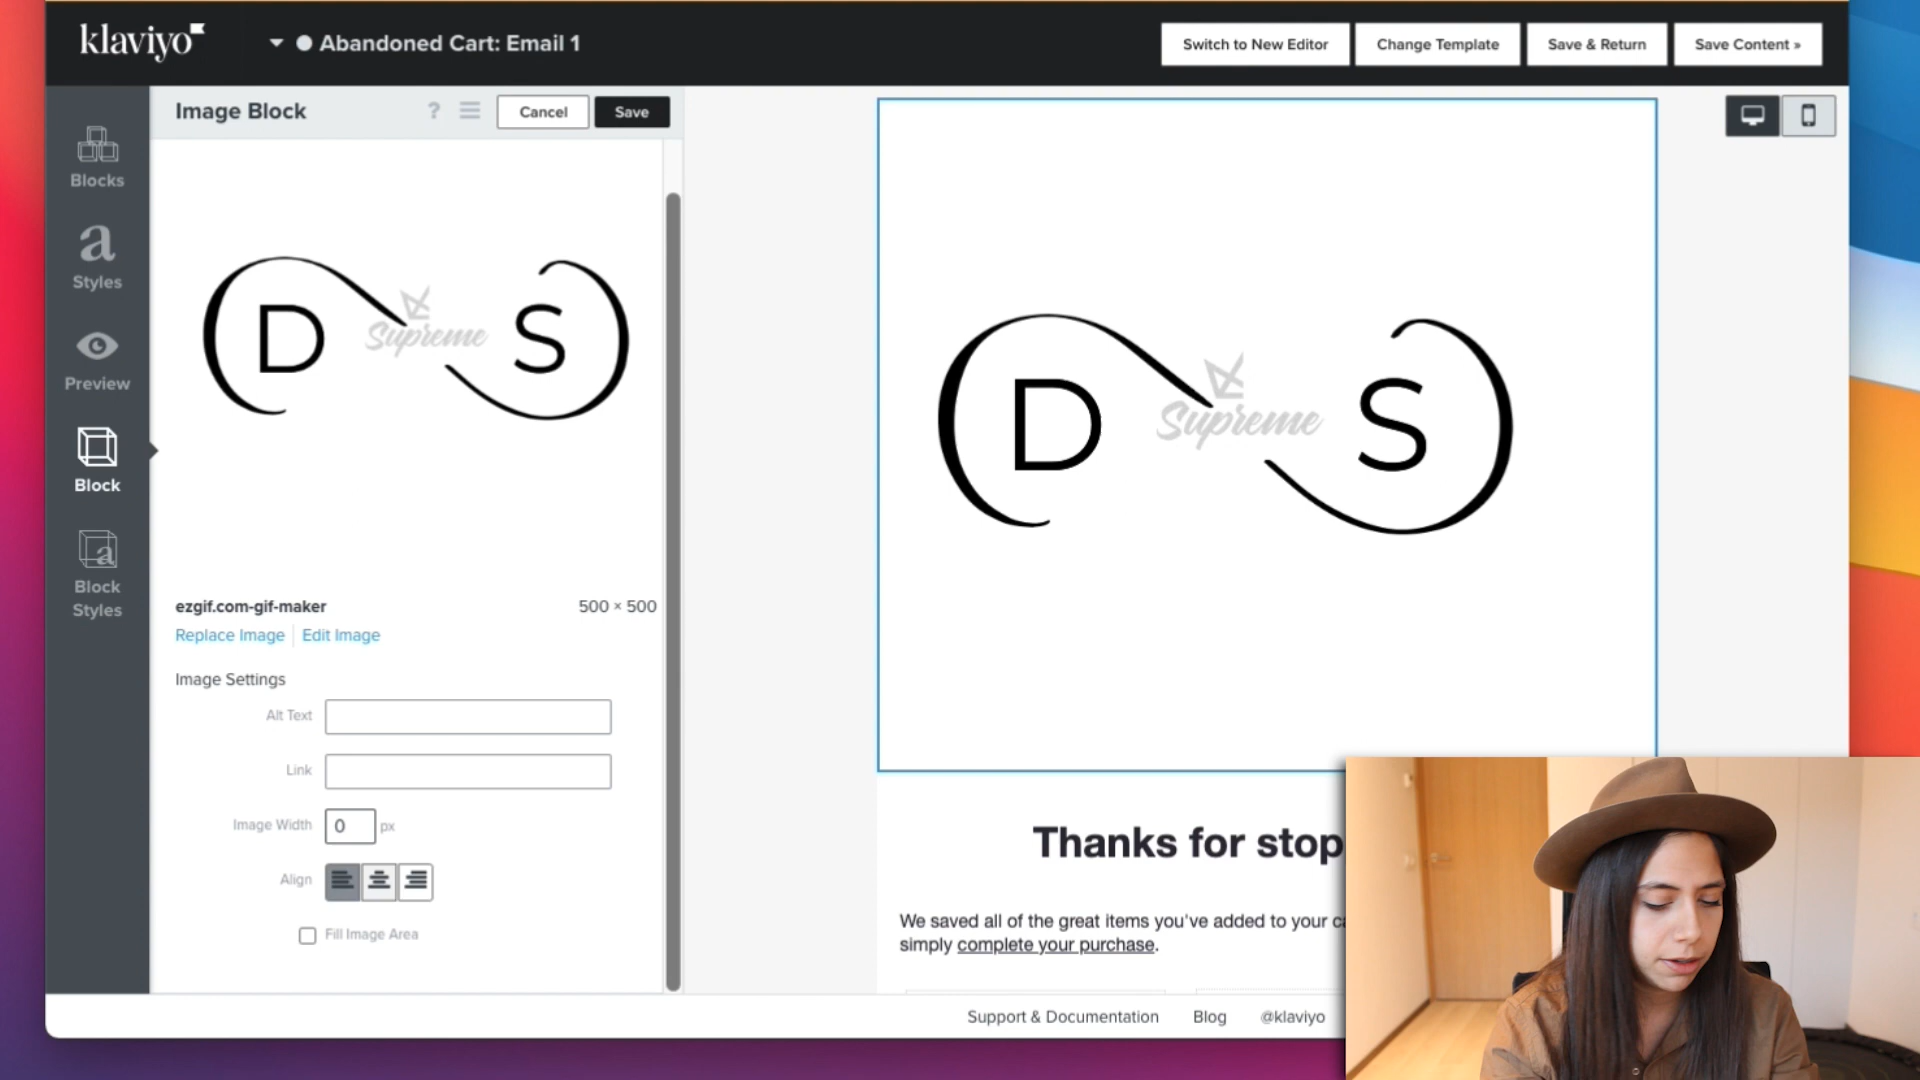 klaviyo
Abandoned Cart: Email 1
Switch to New Editor
Change Template
Save & Return
Save Content »
Image Block
?
Cancel
Save
Blocks
a
Styles
Preview
Block
a
Block
Styles
D Supreme S
D Supreme S
ezgif.com-gif-maker
500 × 500
Replace Image
Edit Image
Image Settings
Alt Text
Link
Image Width
0
px
Align
Fill Image Area
Thanks for stop
We saved all of the great items you've added to your ca
simply complete your purchase.
Support & Documentation
Blog
@klaviyo